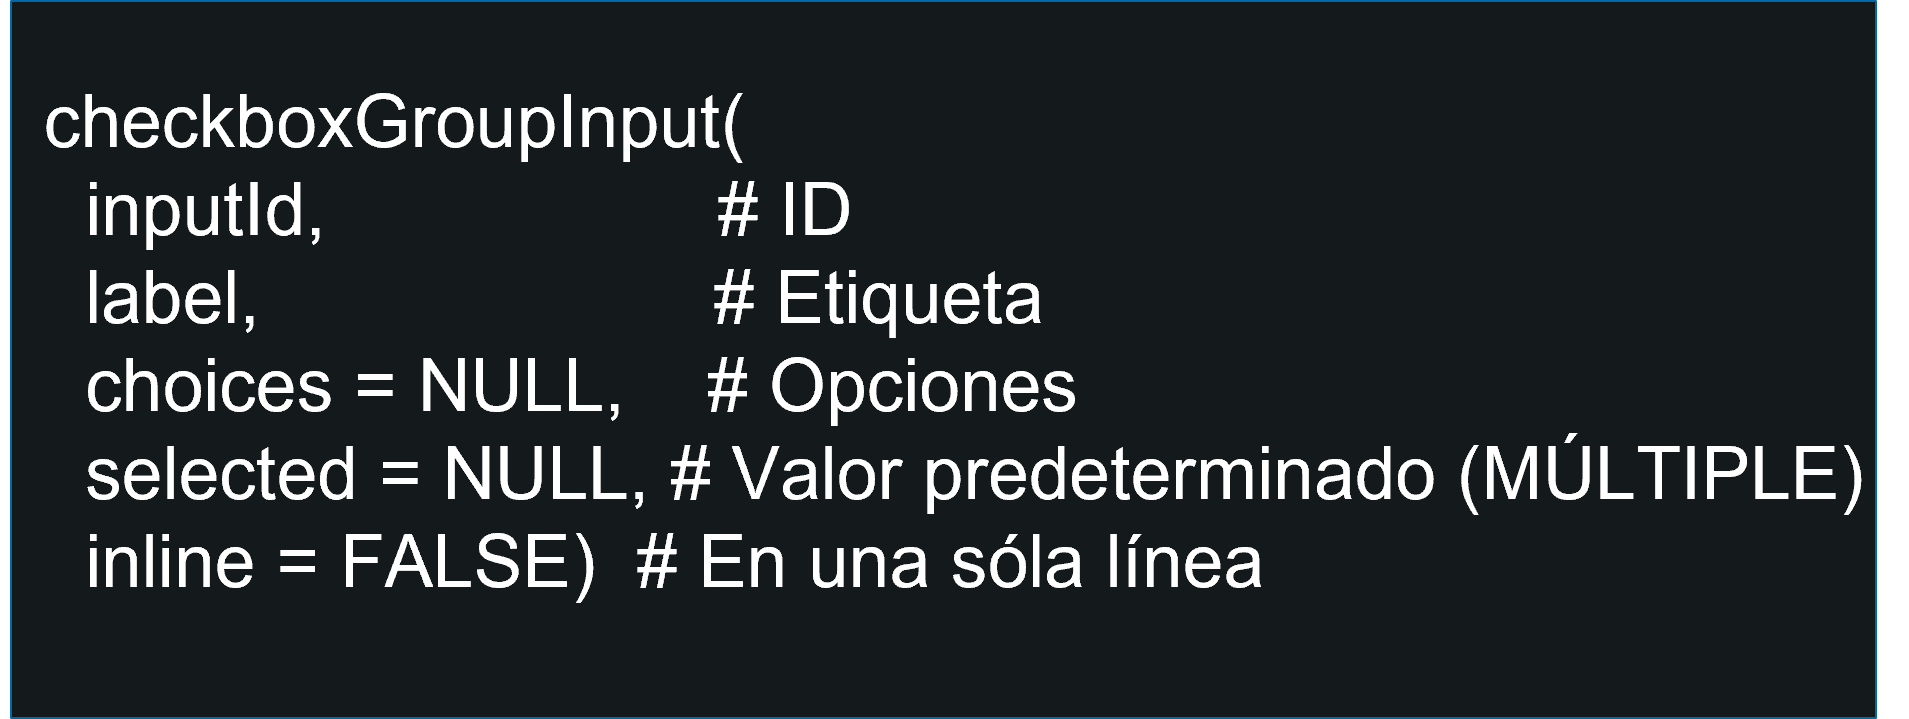 checkboxGroupInput(
  inputId,                    # ID
  label,                       # Etiqueta
  choices = NULL,    # Opciones
  selected = NULL, # Valor predeterminado (MÚLTIPLE)
  inline = FALSE)  # En una sóla línea